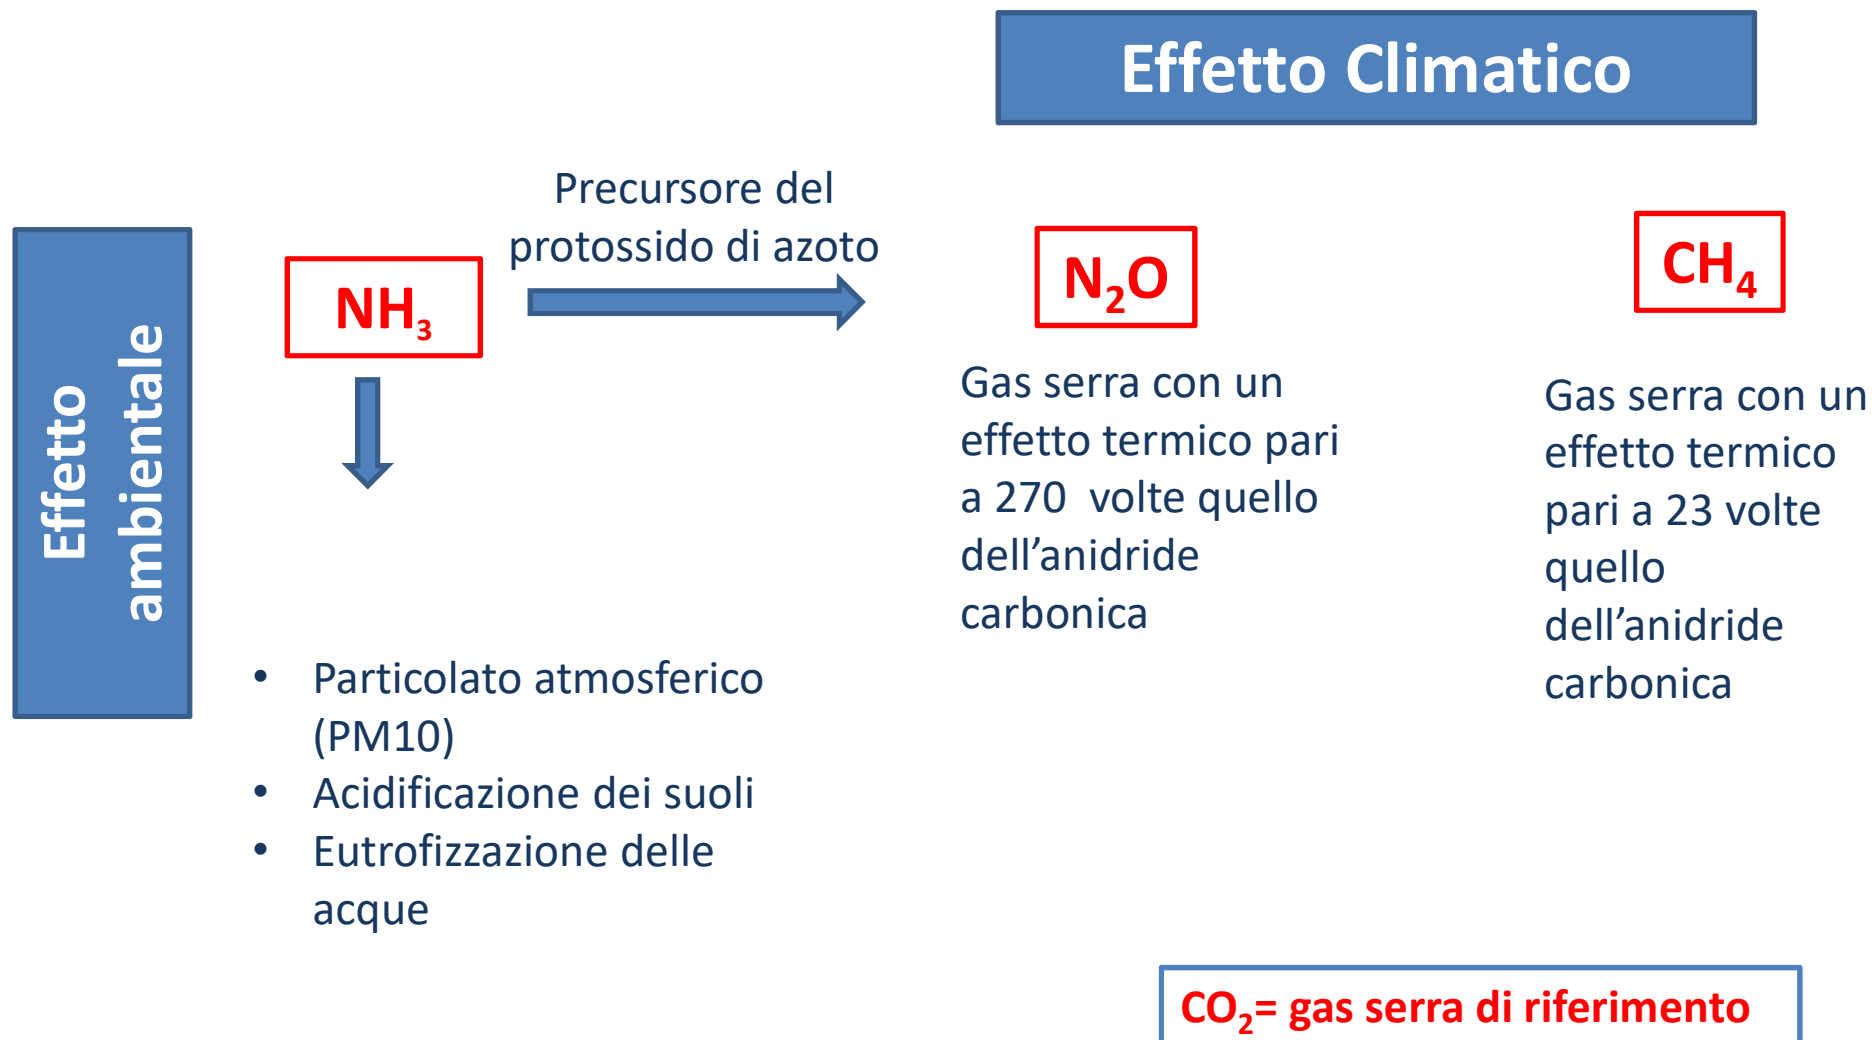 Effetto Climatico
Effetto
ambientale
NH₃
Precursore del
protossido di azoto
N₂O
CH₄
Gas serra con un
effetto termico pari
a 270  volte quello
dell’anidride
carbonica
Gas serra con un
effetto termico
pari a 23 volte
quello
dell’anidride
carbonica
• Particolato atmosferico
(PM10)
• Acidificazione dei suoli
• Eutrofizzazione delle
acque
CO₂= gas serra di riferimento